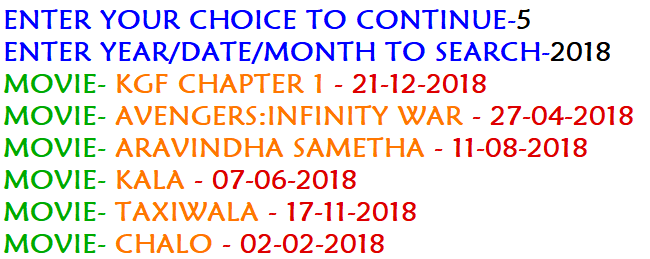 ENTER YOUR CHOICE TO CONTINUE-5
ENTER YEAR/DATE/MONTH TO SEARCH-2018
MOVIE- KGF CHAPTER 1 - 21-12-2018
MOVIE- AVENGERS:INFINITY WAR - 27-04-2018
MOVIE- ARAVINDHA SAMETHA - 11-08-2018
MOVIE- KALA - 07-06-2018
MOVIE- TAXIWALA - 17-11-2018
MOVIE- CHALO - 02-02-2018